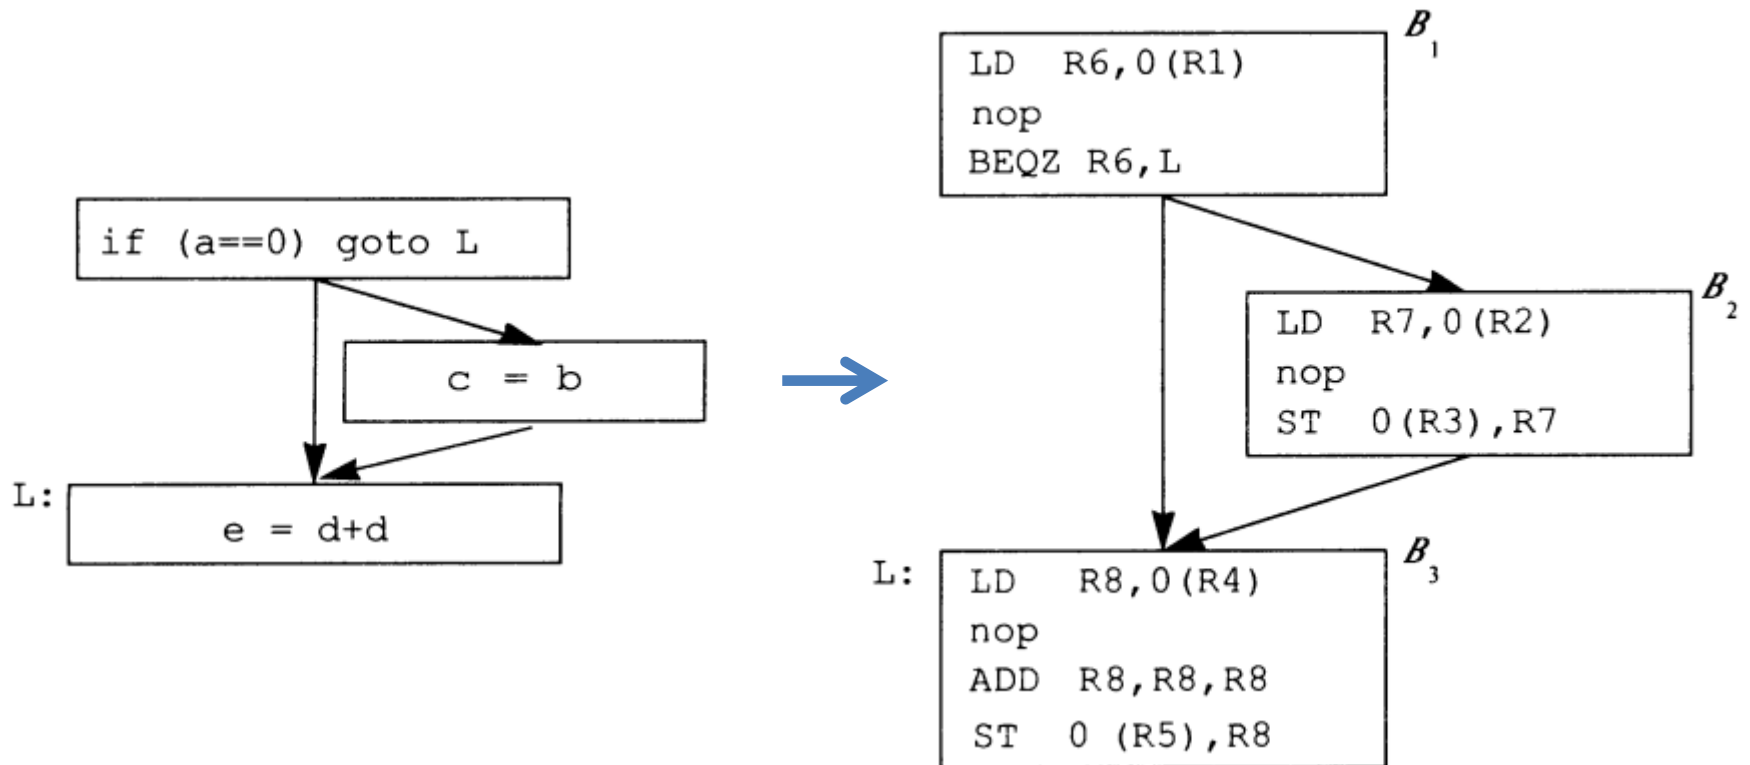 if (a==0) goto L
c = b
L:
e = d+d
B1
LD R6,0(R1)
nop
BEQZ R6,L
B2
LD R7,0(R2)
nop
ST 0(R3),R7
B3
L:
LD R8,0(R4)
nop
ADD R8,R8,R8
ST 0 (R5),R8